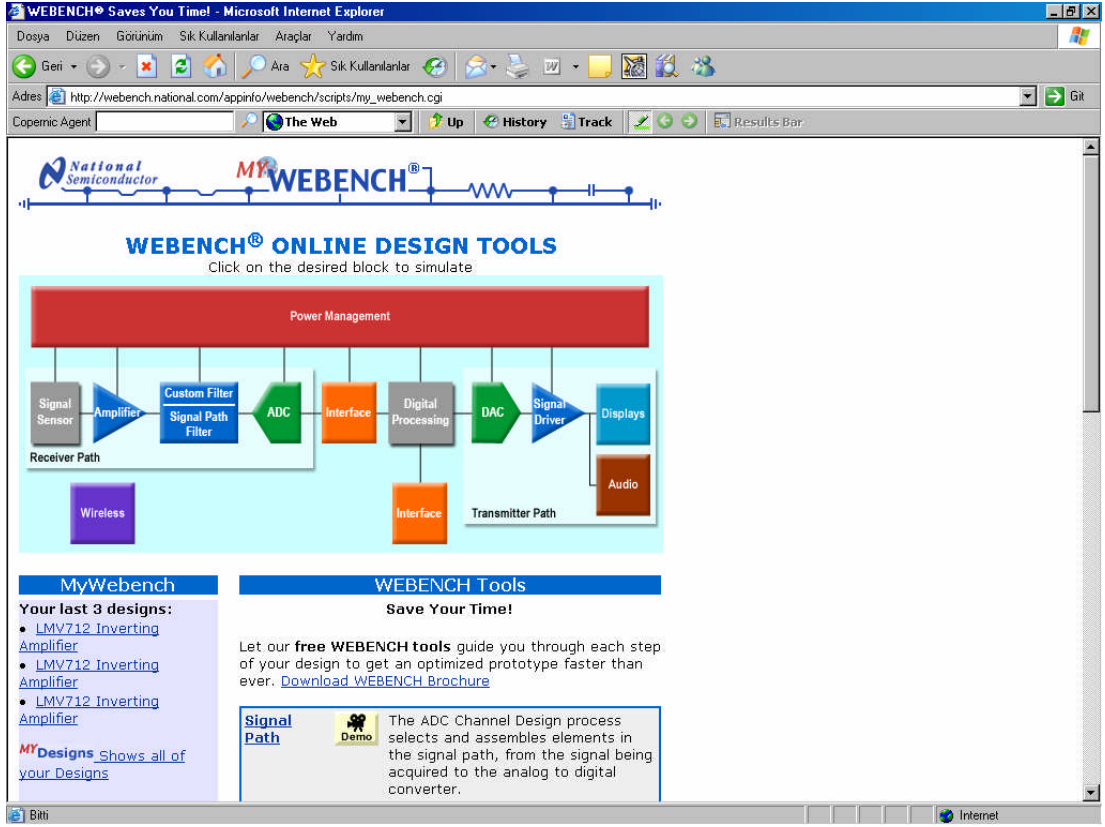 WEBENCH® Saves You Time! - Microsoft Internet Explorer
Dosya Düzen Görünüm Sık Kullanılanlar Araçlar Yardım
Geri Ara Sık Kullanılanlar
Adres http://webench.national.com/appinfo/webench/scripts/my_webench.cgi Git
Copernic Agent The Web Up History Track Results Bar
National
Semiconductor
MY WEBENCH®
WEBENCH® ONLINE DESIGN TOOLS
Click on the desired block to simulate
Power Management
Signal
Sensor
Amplifier
Custom Filter
Signal Path
Filter
ADC
Interface
Digital
Processing
DAC
Signal
Driver
Displays
Receiver Path
Audio
Wireless
Interface
Transmitter Path
MyWebench
Your last 3 designs:
• LMV712 Inverting
Amplifier
• LMV712 Inverting
Amplifier
• LMV712 Inverting
Amplifier
MYDesigns Shows all of
your Designs
WEBENCH Tools
Save Your Time!
Let our free WEBENCH tools guide you through each step
of your design to get an optimized prototype faster than
ever. Download WEBENCH Brochure
Signal
Path
Demo
The ADC Channel Design process
selects and assembles elements in
the signal path, from the signal being
acquired to the analog to digital
converter.
Bitti
Internet